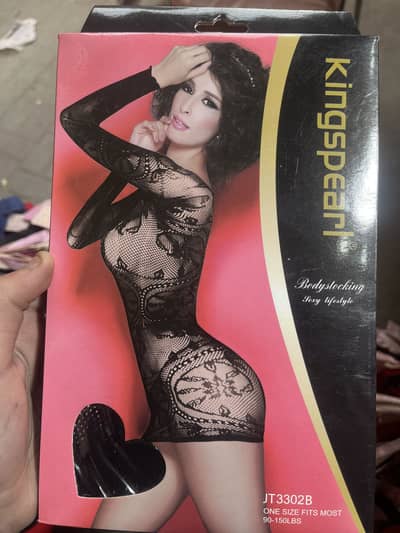 Kingspearl®
Bodystocking
Sexy lifestyle
JT3302B
ONE SIZE FITS MOST
90-150LBS